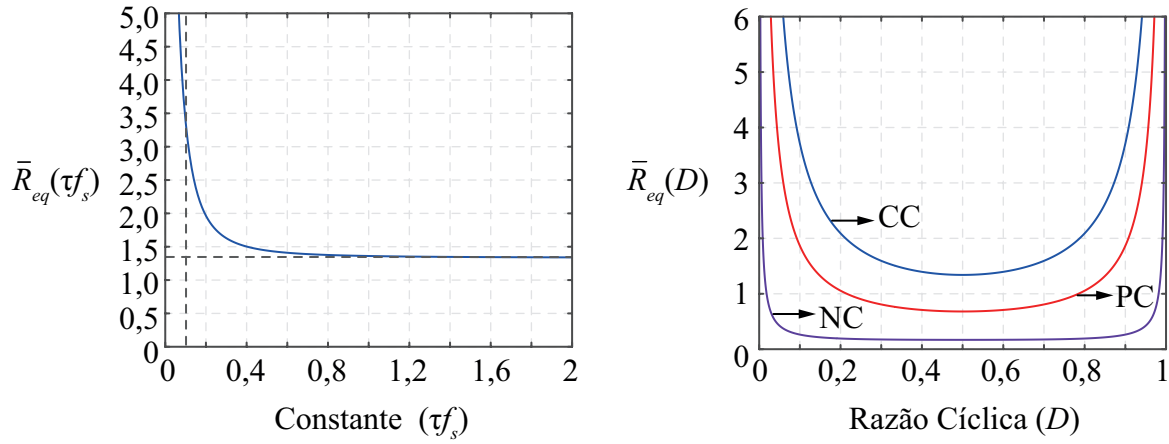 5,0
4,5
4,0
3,5
3,0
2,5
2,0
1,5
1,0
0,5
0
R̄eq(τfs)
0 0,4 0,8 1,2 1,6 2
Constante (τfs)
6
5
4
3
2
1
0
R̄eq(D)
CC
PC
NC
0 0,2 0,4 0,6 0,8 1
Razão Cíclica (D)